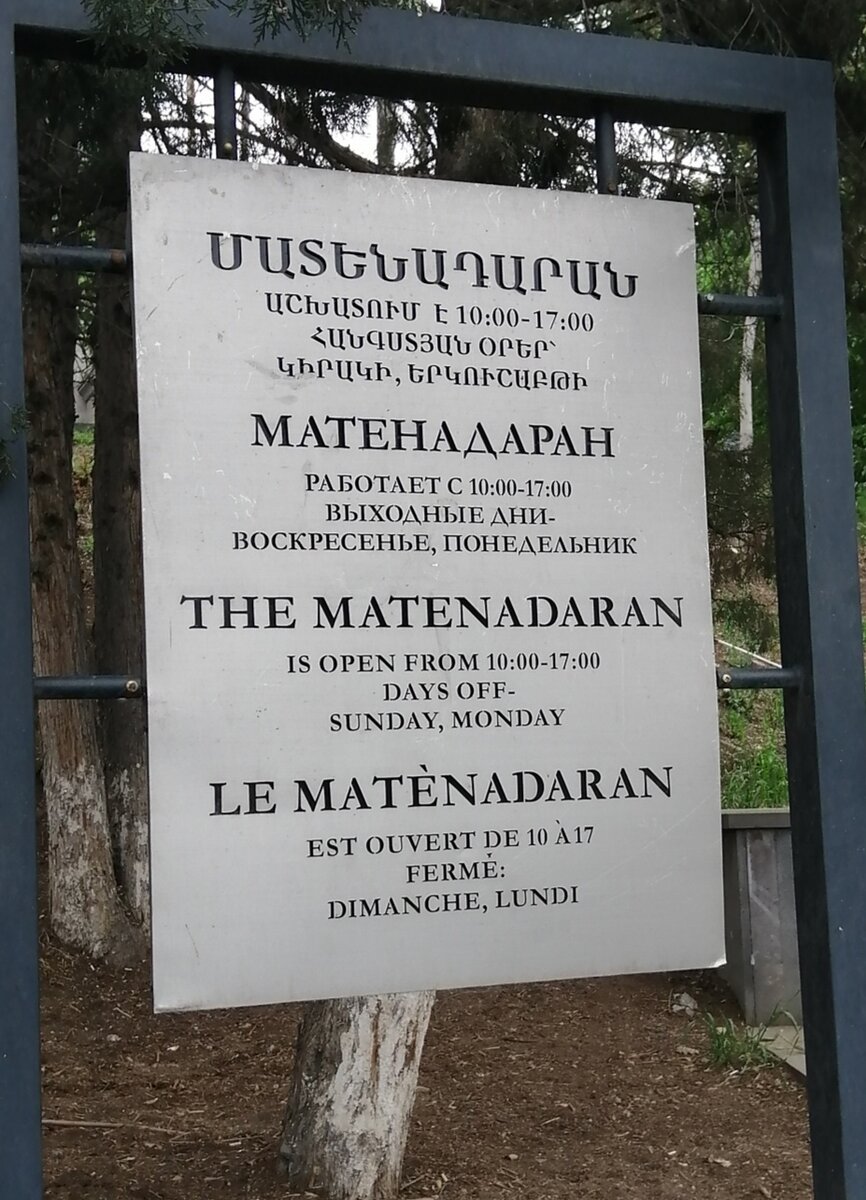 ՄԱՏԵՆԱԴԱՐԱՆ
ԱՇԽԱՏՈՒՄ Է 10:00-17:00
ՀԱՆԳՍՏՅԱՆ ՕՐԵՐ՝
ԿԻՐԱԿԻ, ԵՐԿՈՒՇԱԲԹԻ
МАТЕНАДАРАН
РАБОТАЕТ С 10:00-17:00
ВЫХОДНЫЕ ДНИ-
ВОСКРЕСЕНЬЕ, ПОНЕДЕЛЬНИК
THE MATENADARAN
IS OPEN FROM 10:00-17:00
DAYS OFF-
SUNDAY, MONDAY
LE MATÈNADARAN
EST OUVERT DE 10 À17
FERMÉ:
DIMANCHE, LUNDI